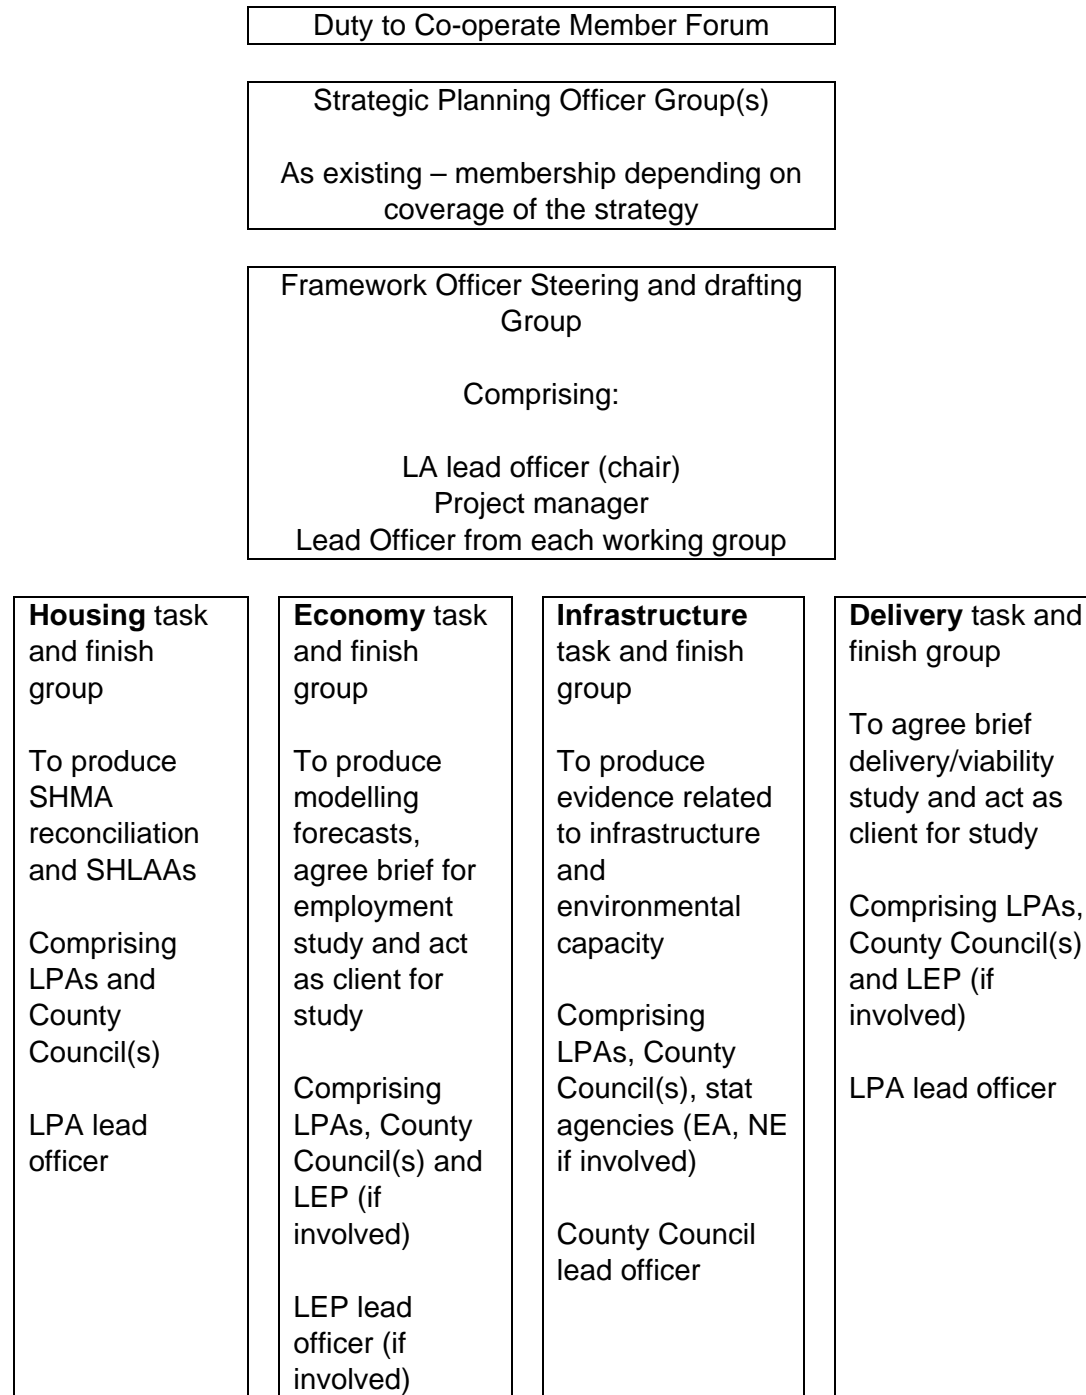 Duty to Co-operate Member Forum
Strategic Planning Officer Group(s)
As existing – membership depending on
coverage of the strategy
Framework Officer Steering and drafting
Group
Comprising:
LA lead officer (chair)
Project manager
Lead Officer from each working group
Housing task
and finish
group
To produce
SHMA
reconciliation
and SHLAAs
Comprising
LPAs and
County
Council(s)
LPA lead
officer
Economy task
and finish
group
To produce
modelling
forecasts,
agree brief for
employment
study and act
as client for
study
Comprising
LPAs, County
Council(s) and
LEP (if
involved)
LEP lead
officer (if
involved)
Infrastructure
task and finish
group
To produce
evidence related
to infrastructure
and
environmental
capacity
Comprising
LPAs, County
Council(s), stat
agencies (EA, NE
if involved)
County Council
lead officer
Delivery task and
finish group
To agree brief
delivery/viability
study and act as
client for study
Comprising LPAs,
County Council(s)
and LEP (if
involved)
LPA lead officer